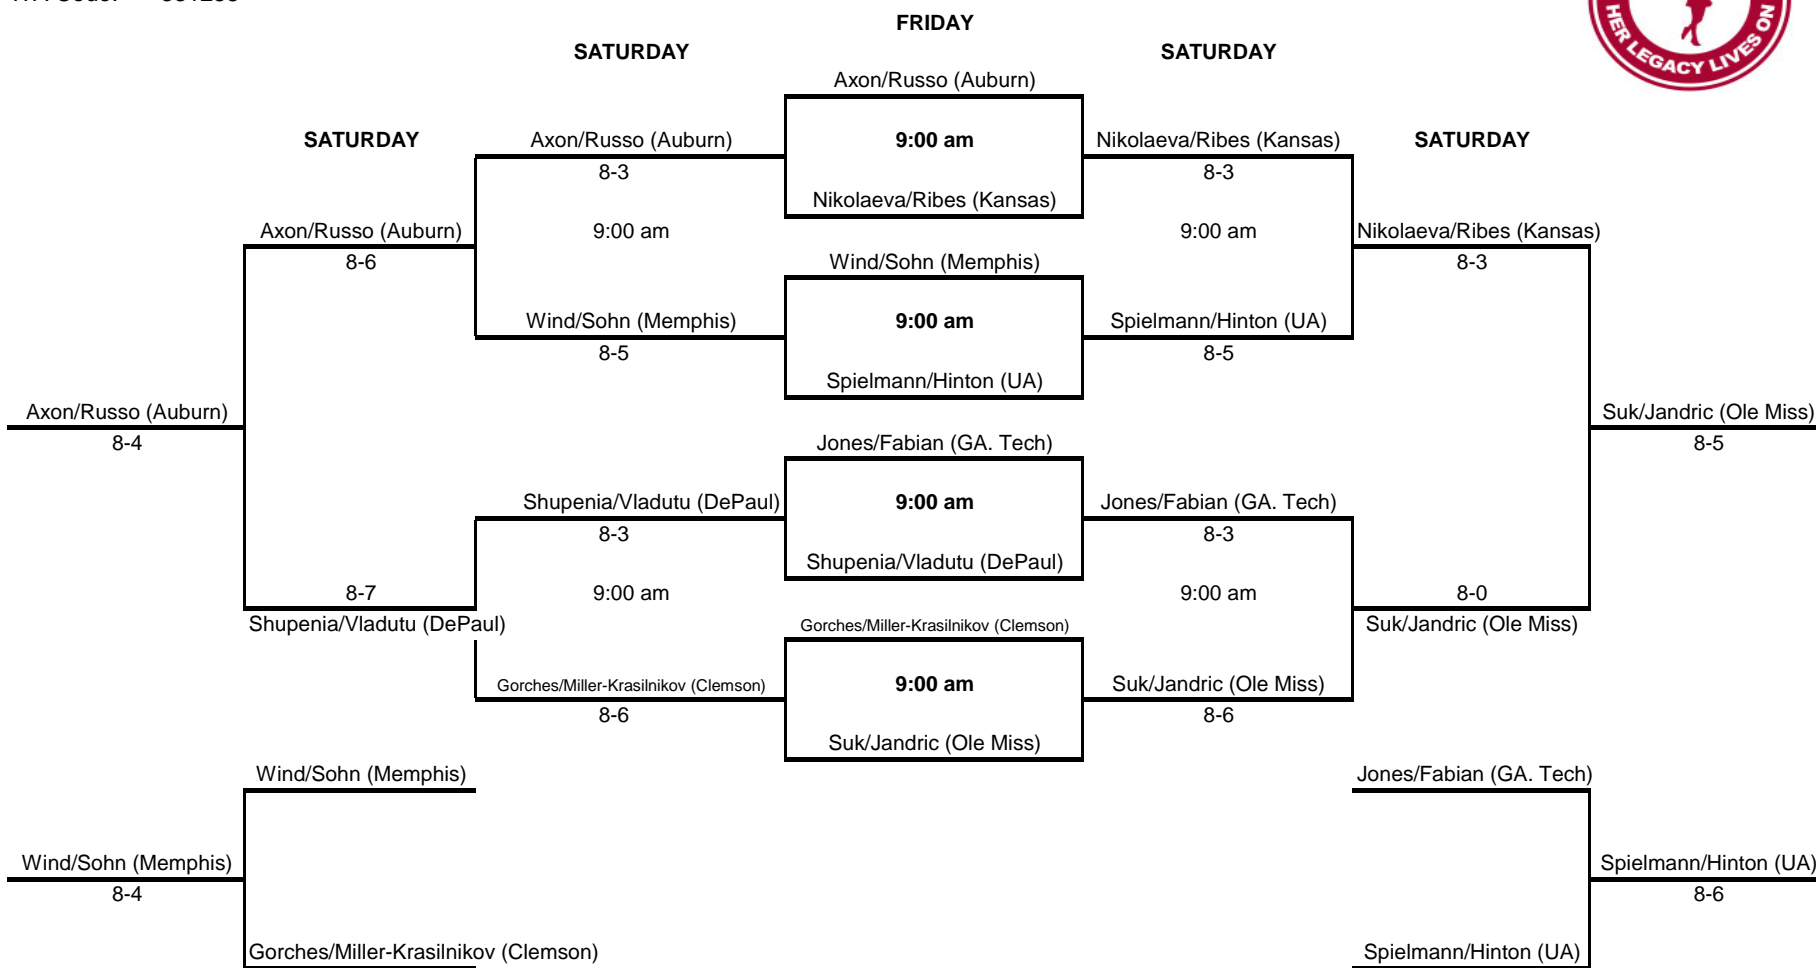 FRIDAY
SATURDAY SATURDAY
HER LEGACY LIVES ON
Axon/Russo (Auburn)
SATURDAY Axon/Russo (Auburn) 9:00 am Nikolaeva/Ribes (Kansas) SATURDAY
8-3 8-3
Nikolaeva/Ribes (Kansas)
Axon/Russo (Auburn) 9:00 am 9:00 am Nikolaeva/Ribes (Kansas)
8-6 Wind/Sohn (Memphis) 8-3
Wind/Sohn (Memphis) 9:00 am Spielmann/Hinton (UA)
8-5 8-5
Spielmann/Hinton (UA)
Axon/Russo (Auburn) Suk/Jandric (Ole Miss)
8-4 Jones/Fabian (GA. Tech) 8-5
Shupenia/Vladutu (DePaul) 9:00 am Jones/Fabian (GA. Tech)
8-3 8-3
Shupenia/Vladutu (DePaul)
8-7 9:00 am 9:00 am 8-0
Shupenia/Vladutu (DePaul) Gorches/Miller-Krasilnikov (Clemson) Suk/Jandric (Ole Miss)
Gorches/Miller-Krasilnikov (Clemson) 9:00 am Suk/Jandric (Ole Miss)
8-6 8-6
Suk/Jandric (Ole Miss)
Wind/Sohn (Memphis) Jones/Fabian (GA. Tech)
Wind/Sohn (Memphis) Spielmann/Hinton (UA)
8-4 8-6
Gorches/Miller-Krasilnikov (Clemson) Spielmann/Hinton (UA)